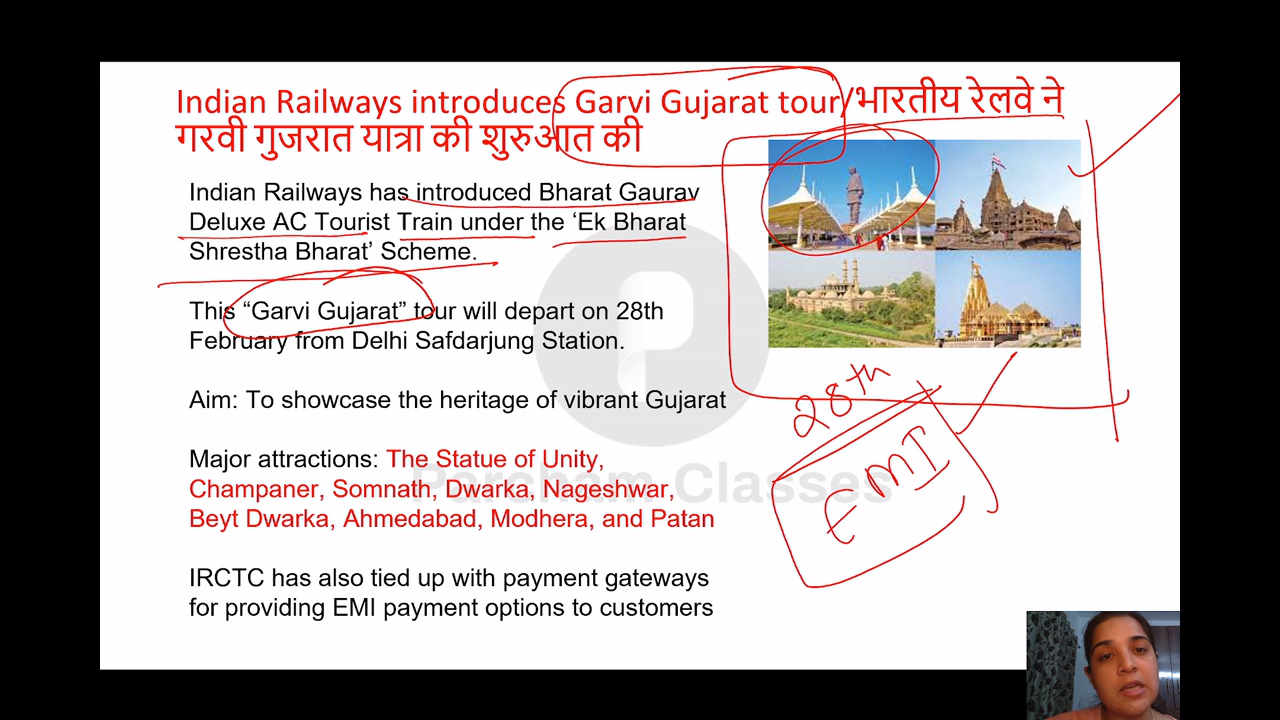 Indian Railways introduces Garvi Gujarat tour/भारतीय रेलवे ने
गरवी गुजरात यात्रा की शुरुआत की
Indian Railways has introduced Bharat Gaurav
Deluxe AC Tourist Train under the ‘Ek Bharat
Shrestha Bharat’ Scheme.
This “Garvi Gujarat” tour will depart on 28th
February from Delhi Safdarjung Station.
Aim: To showcase the heritage of vibrant Gujarat
Major attractions: The Statue of Unity,
Champaner, Somnath, Dwarka, Nageshwar,
Beyt Dwarka, Ahmedabad, Modhera, and Patan
IRCTC has also tied up with payment gateways
for providing EMI payment options to customers
28th
EMI
Parcham Classes